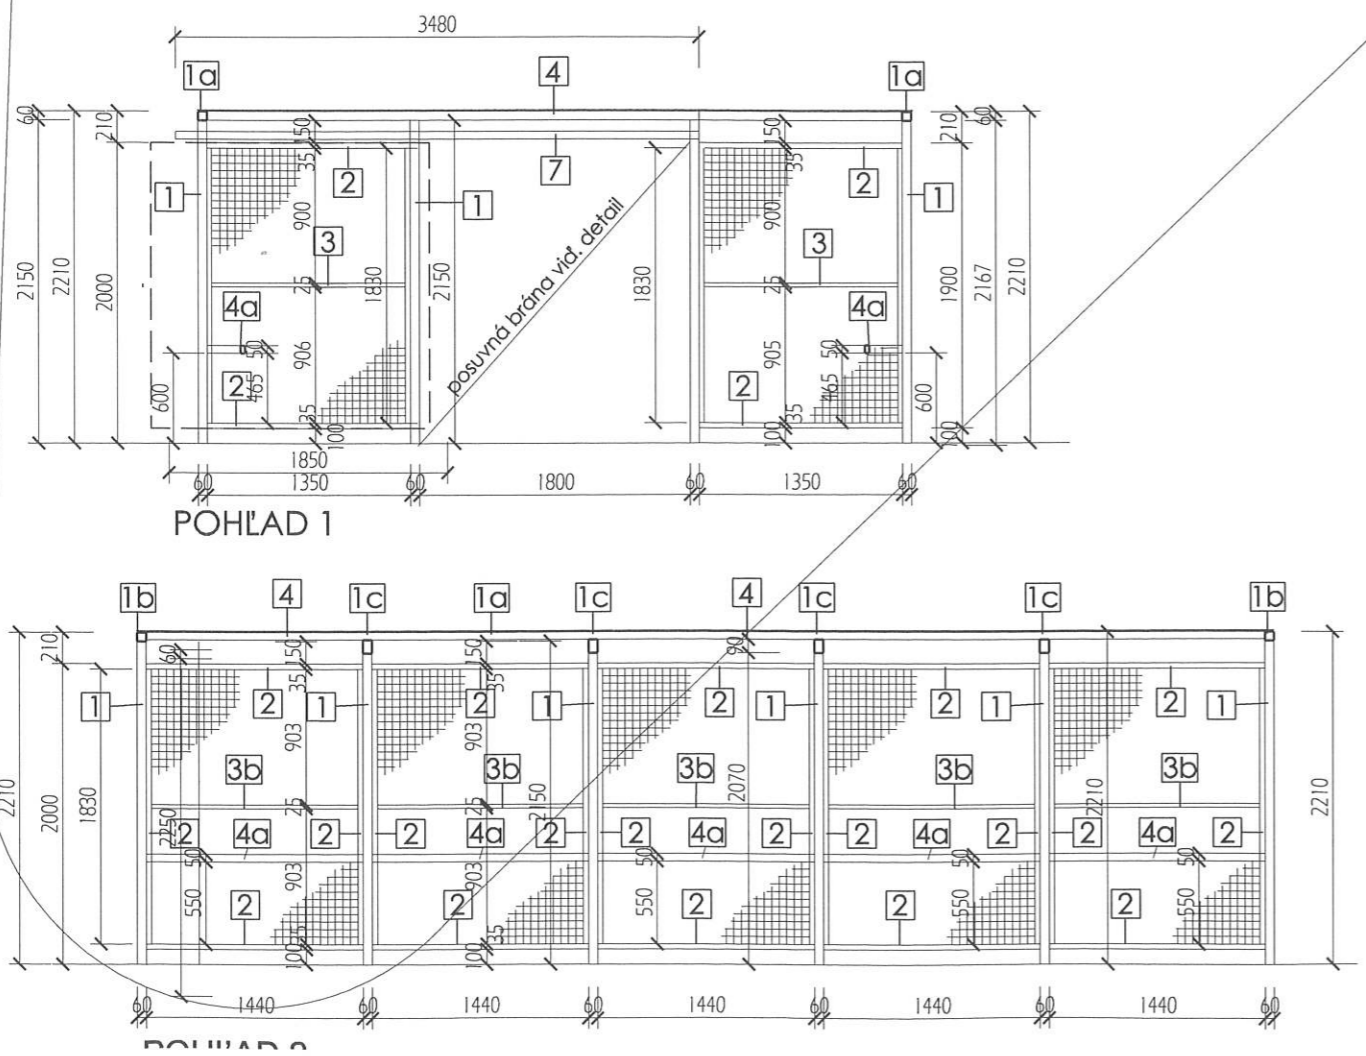 3480
1a 4 1a
60 2210 210 150 150 210 60
35 7 35
1 2 1 2 1
posuvná brána viď. detail
900 3 900 3
2150 2210 2000 25 1830 2150 1830 25 1900 2167 2210
4a 4a
50 906 905 50
600 2 465 2 465 600
35 100 35 100 100
1850
60 1350 60 1800 60 1350 60
POHĽAD 1
1b 4 1c 1a 1c 4 1c 1c 1b
210 60 150 150 90
35 35
1 2 1 2 1 2 1 2 1 2 1
903 903
3b 3b 3b 3b 3b
2210 2000 1830 2250 25 25 2150 2070 2210 2210
2 4a 2 2 4a 2 2 4a 2 2 4a 2 2 4a 2
50 903 903 50 50 50
550 2 2 550 2 2 550 2 550
35 100 35 100
60 1440 60 1440 60 1440 60 1440 60 1440 60
POHĽAD 2